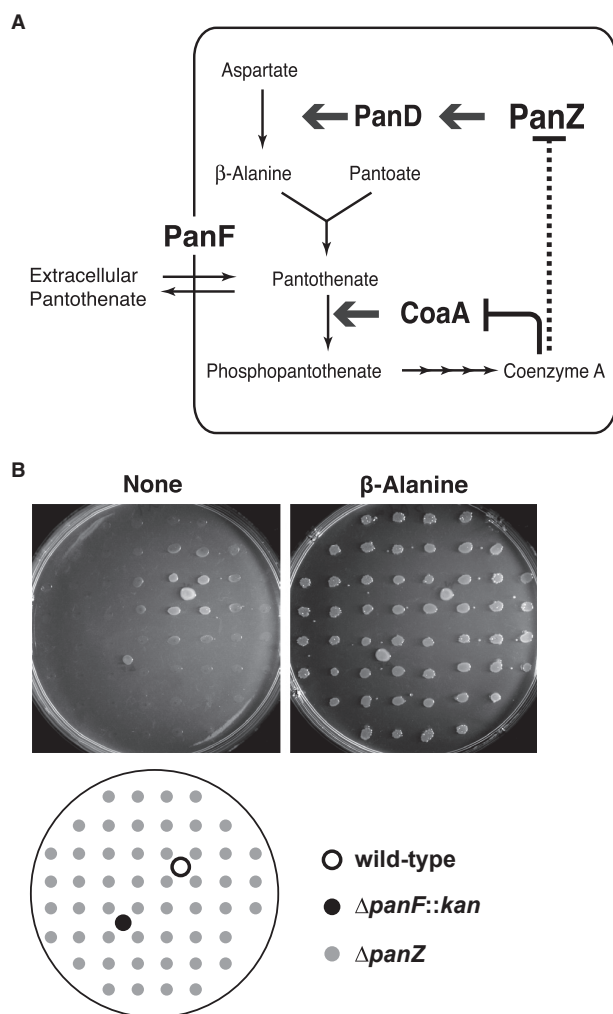 A
Aspartate
PanD
PanZ
β-Alanine
Pantoate
PanF
Extracellular
Pantothenate
Pantothenate
CoaA
Phosphopantothenate
Coenzyme A
B
None
β-Alanine
wild-type
ΔpanF::kan
ΔpanZ